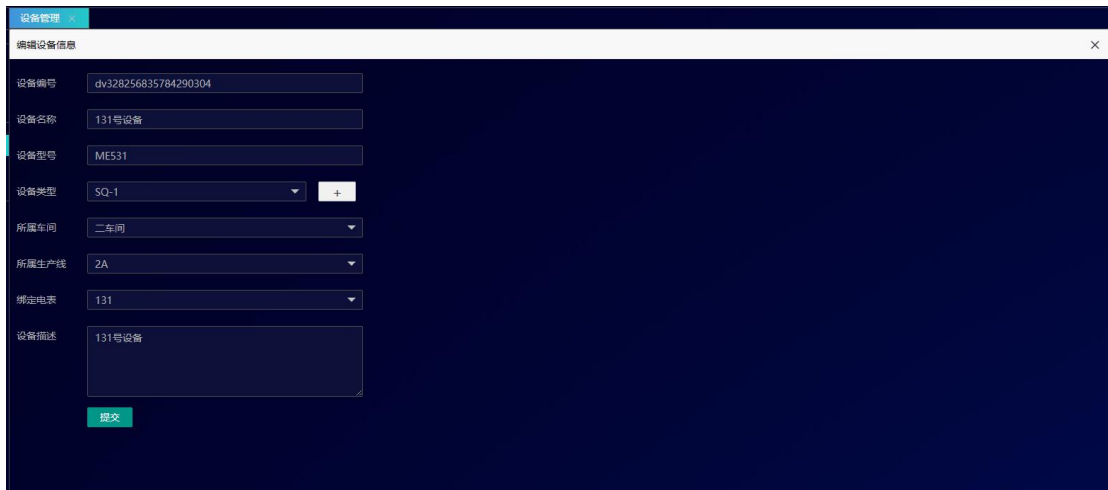 设备管理 ×
编辑设备信息 ×
设备编号 dv328256835784290304
设备名称 131号设备
设备型号 ME531
设备类型 SQ-1 +
所属车间 二车间
所属生产线 2A
绑定电表 131
设备描述 131号设备
提交